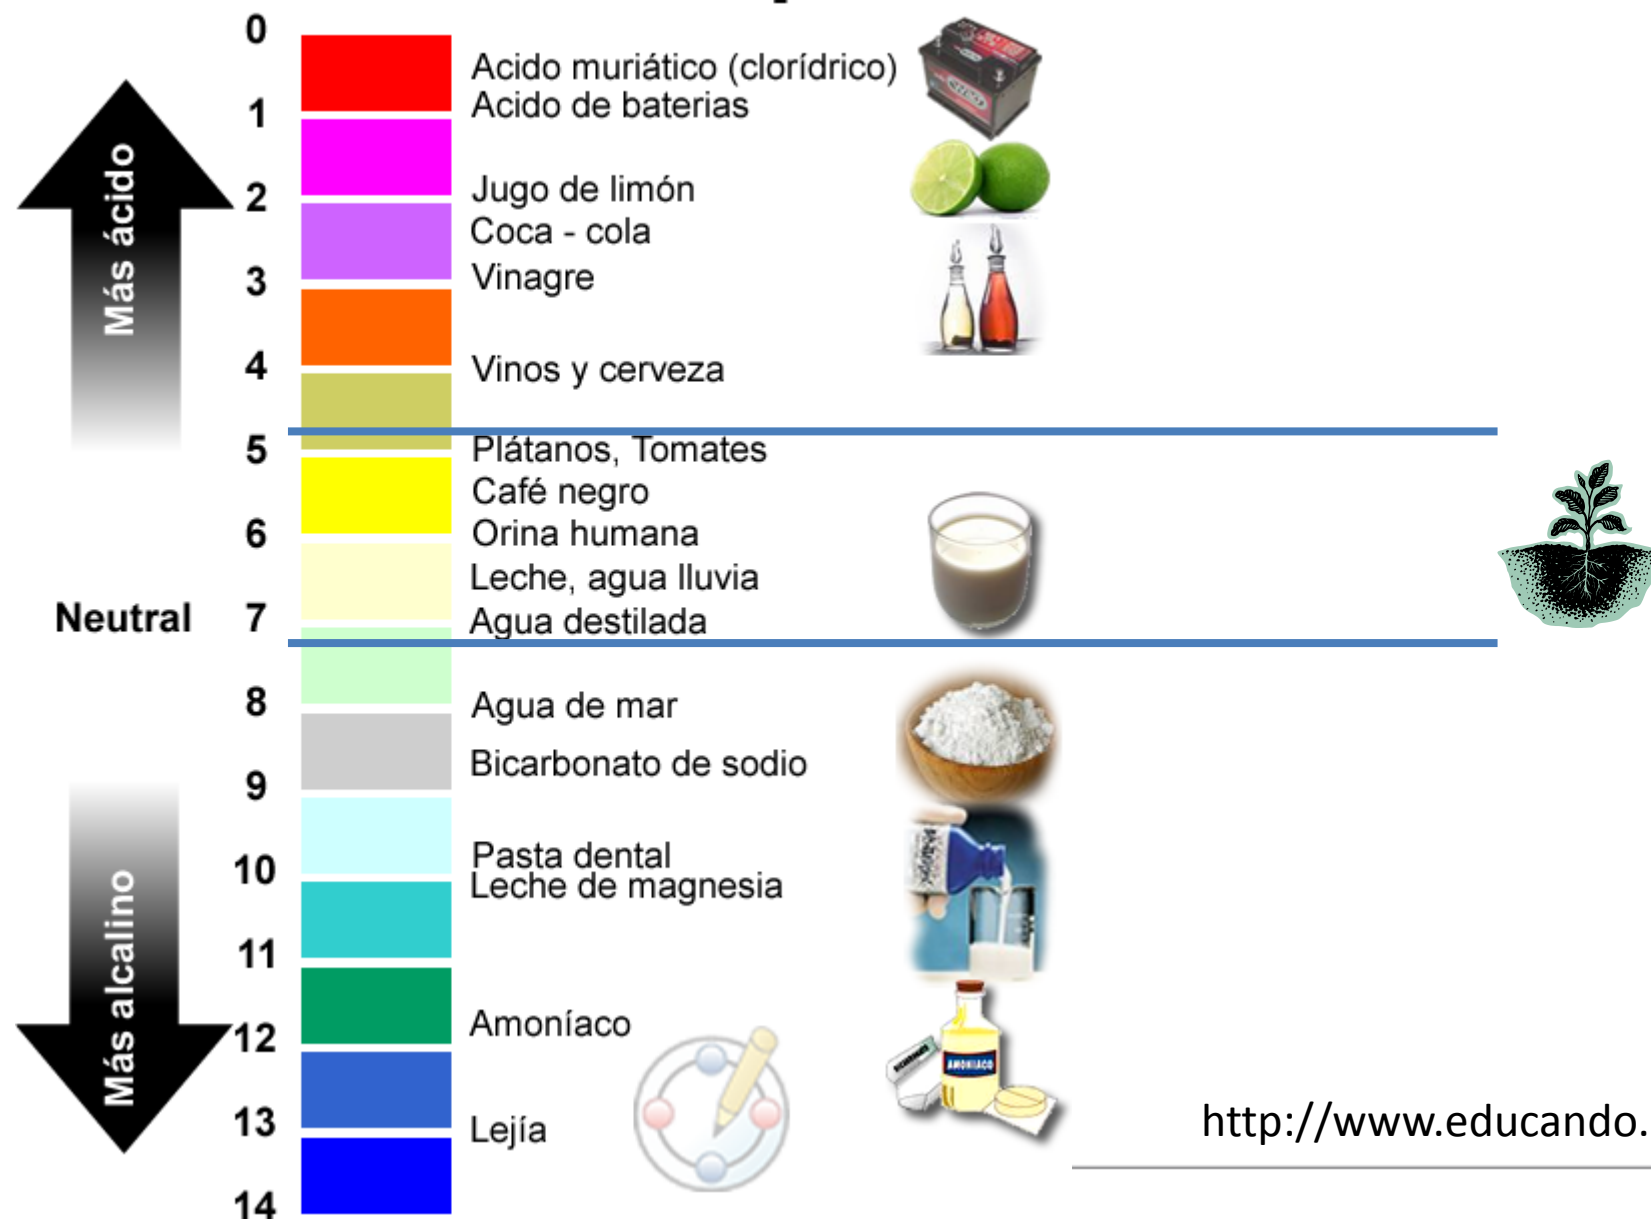 0
Acido muriático (clorídrico)
1
Acido de baterias
Más ácido
2
Jugo de limón
Coca - cola
3
Vinagre
4
Vinos y cerveza
5
Plátanos, Tomates
Café negro
6
Orina humana
Leche, agua lluvia
Neutral
7
Agua destilada
8
Agua de mar
Bicarbonato de sodio
9
10
Pasta dental
Leche de magnesia
Más alcalino
11
12
Amoníaco
AMONIACO
13
Lejía
http://www.educando.
14